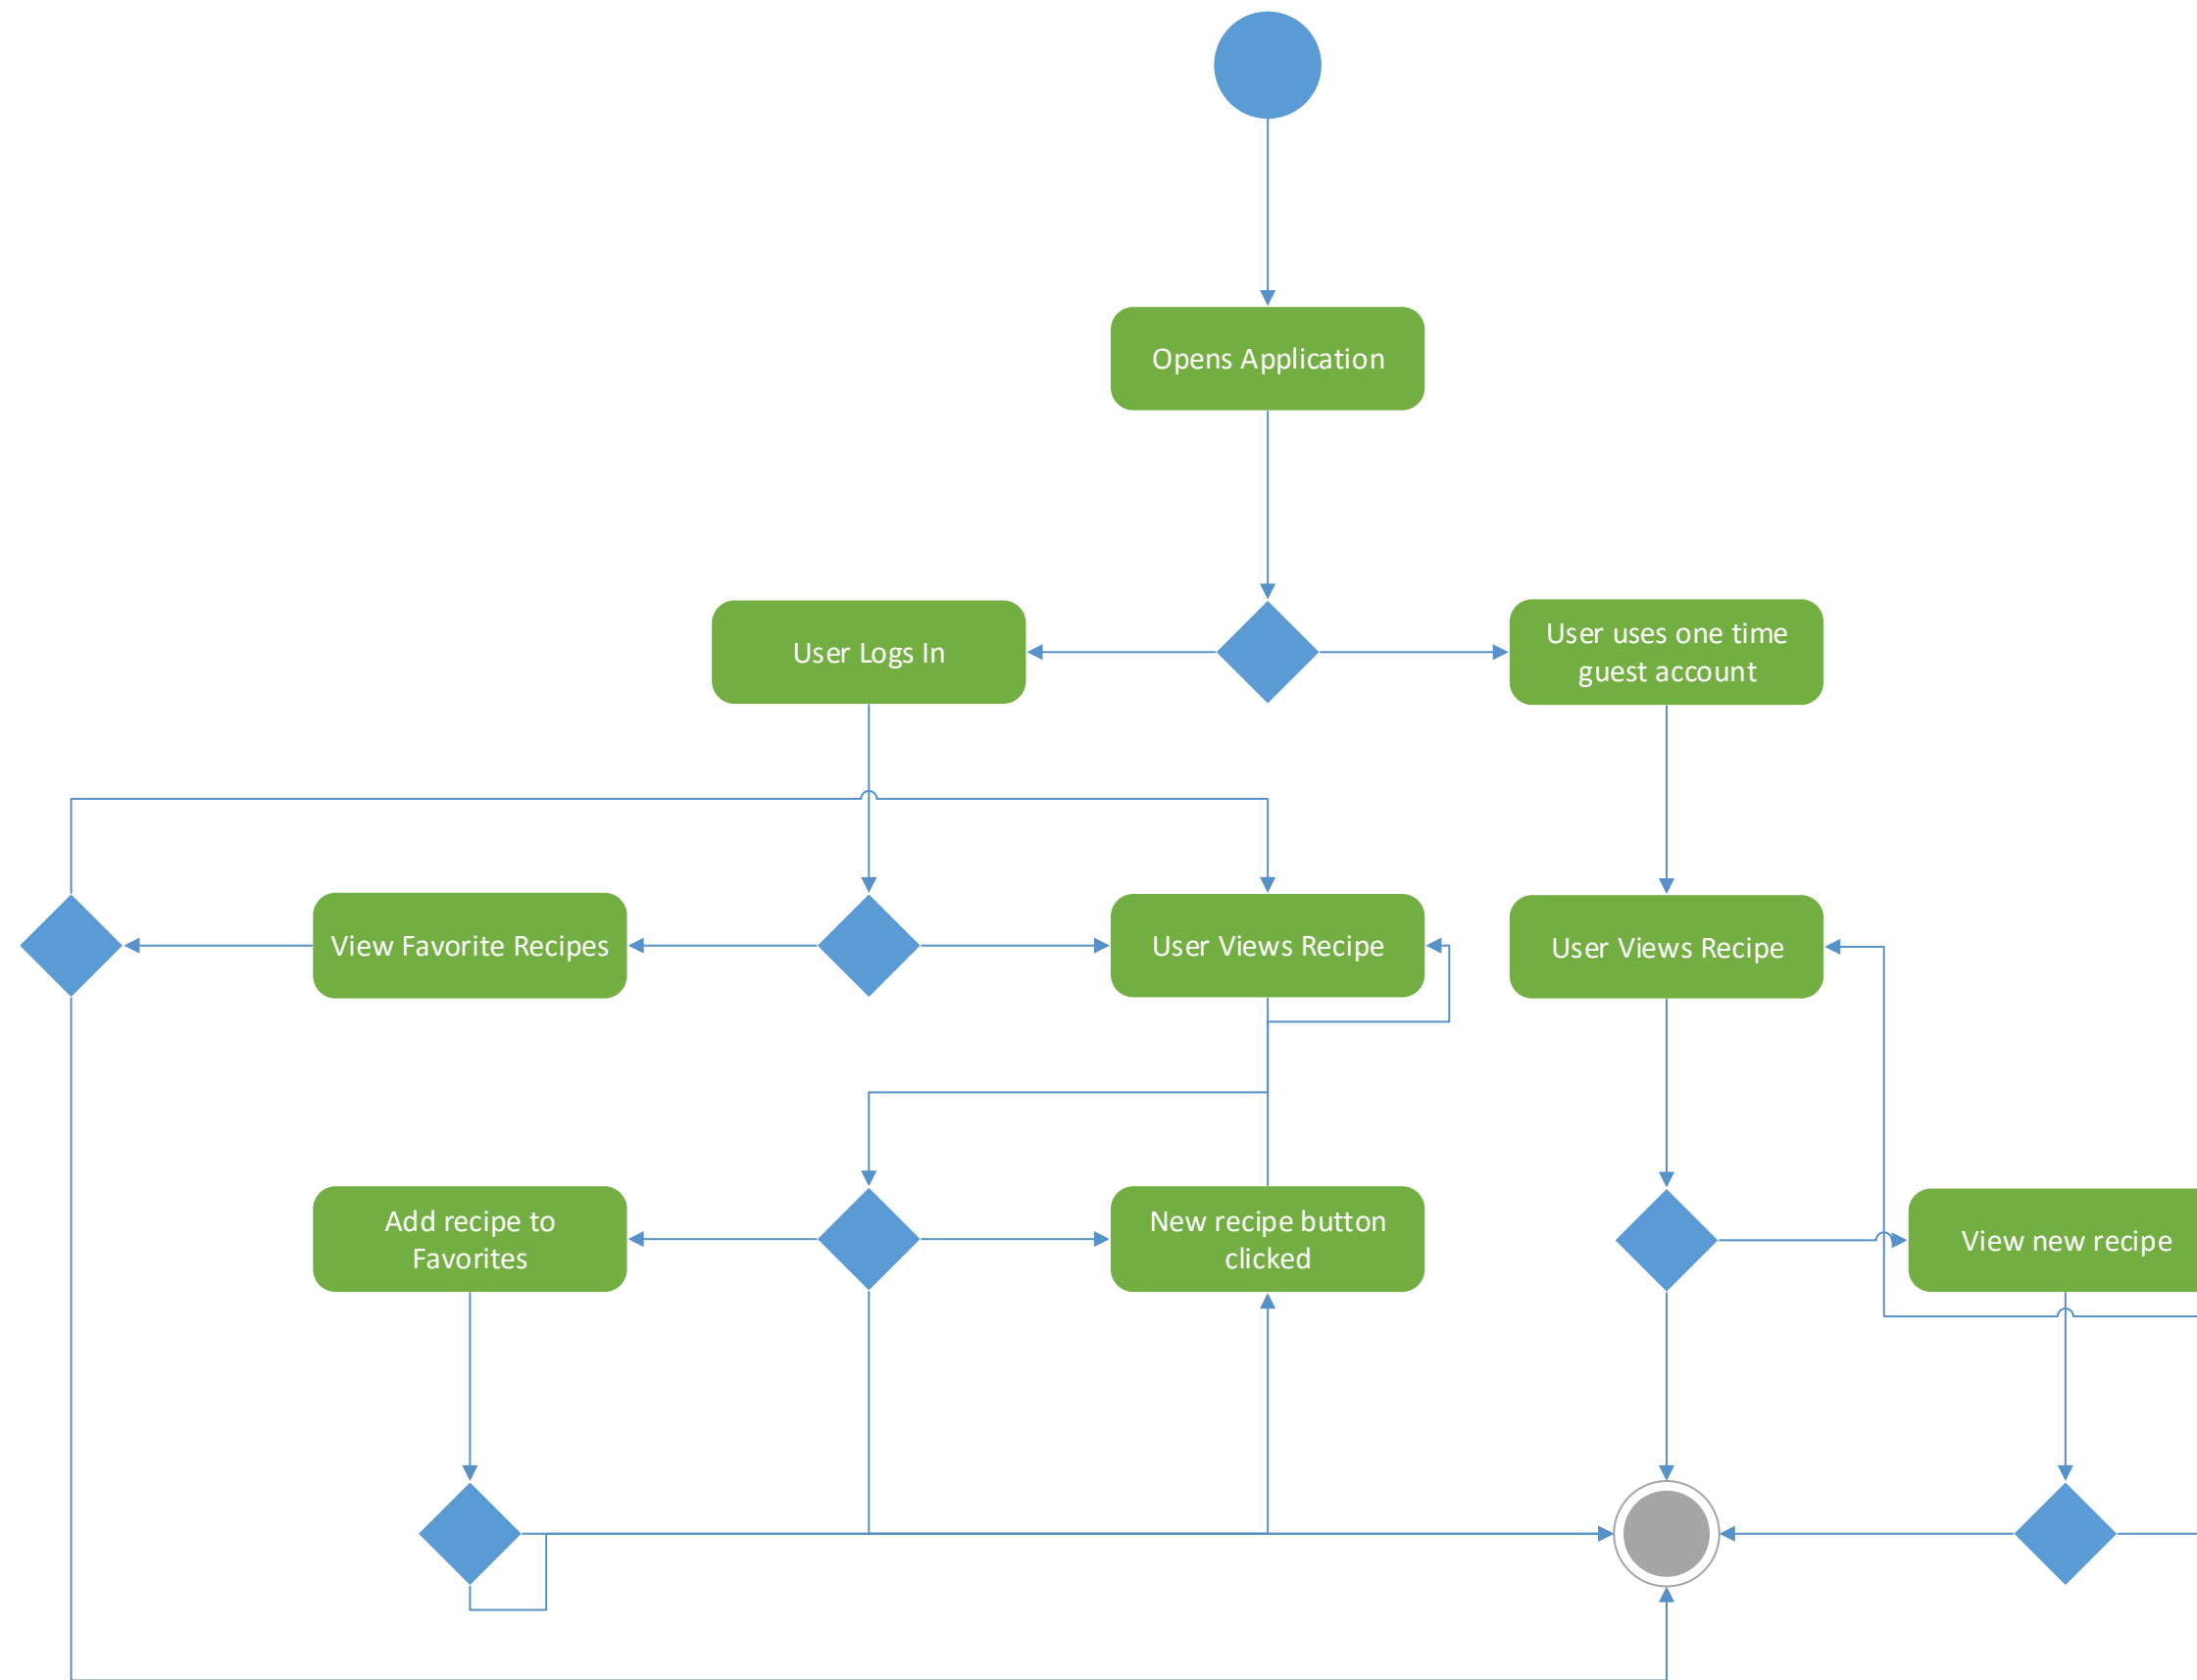 Opens Application
User Logs In
User uses one time
guest account
View Favorite Recipes
User Views Recipe
User Views Recipe
Add recipe to
Favorites
New recipe button
clicked
View new recipe